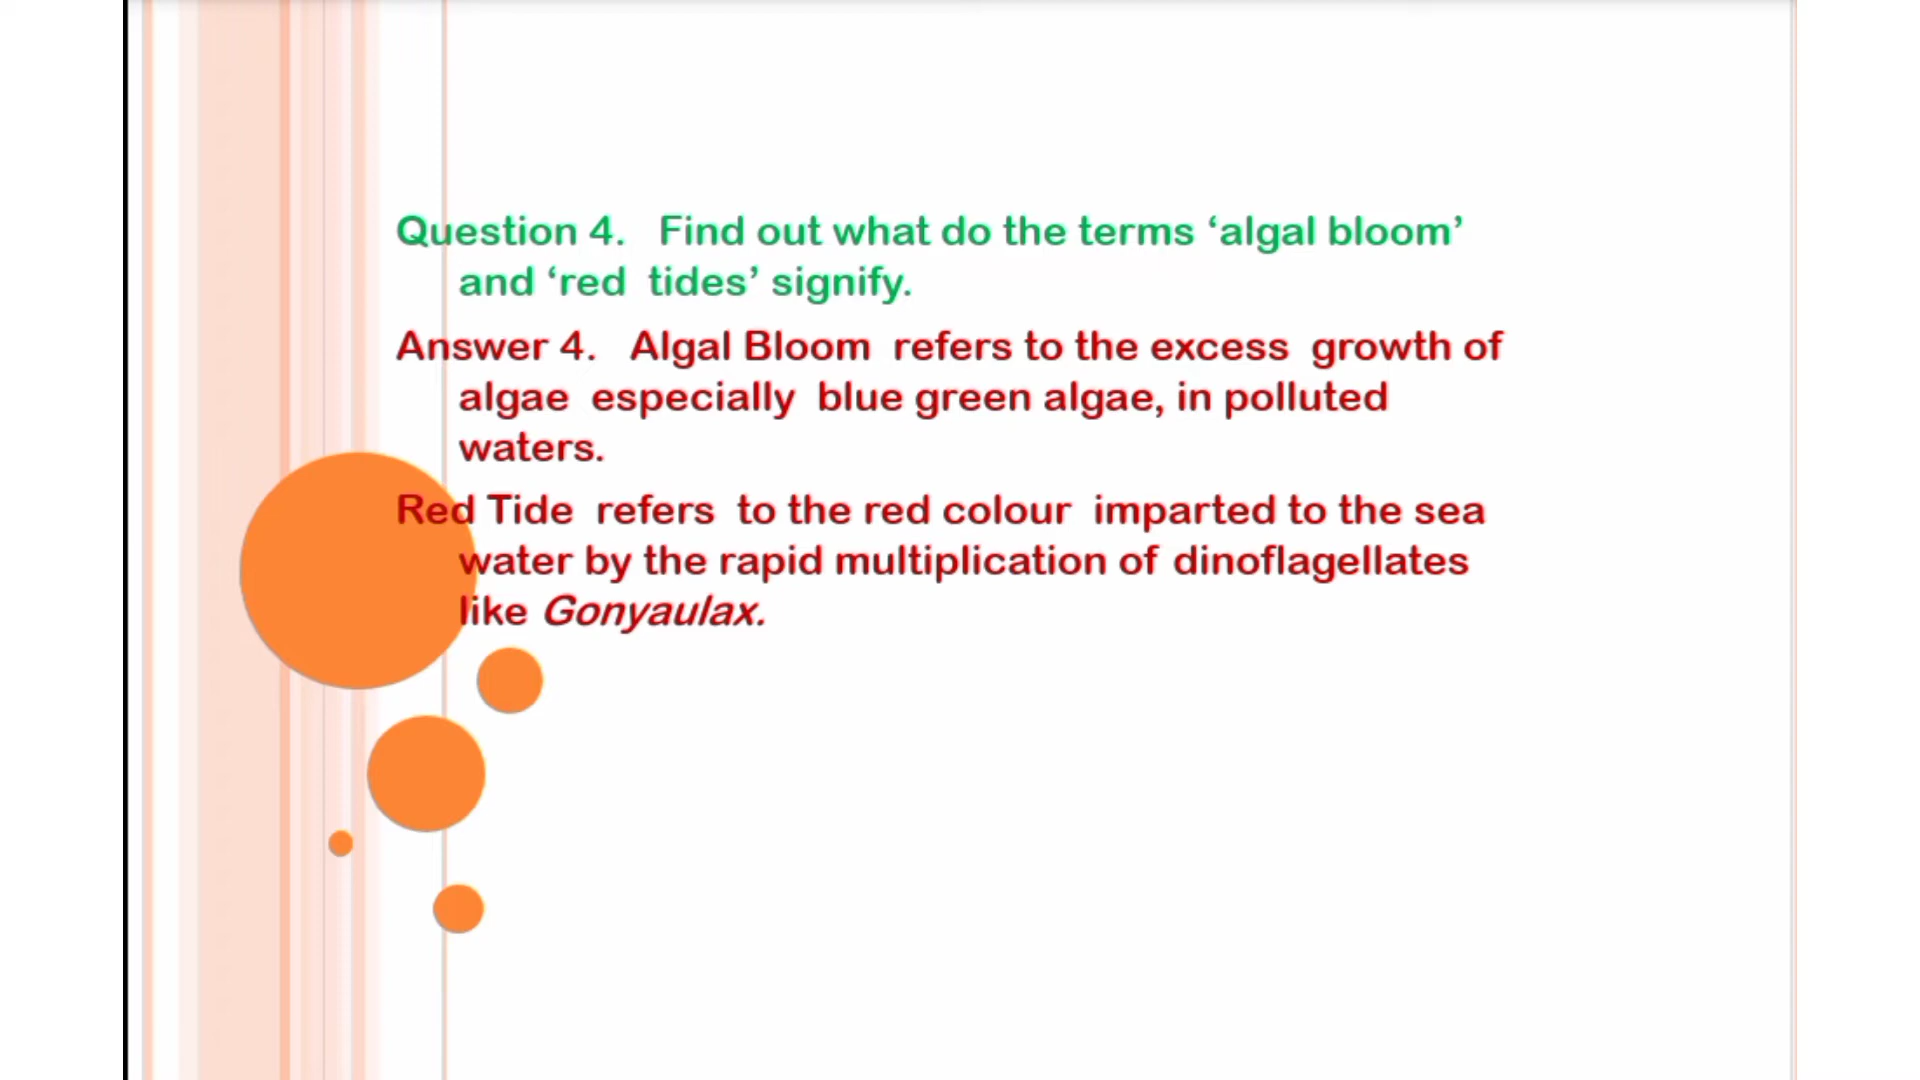 Question 4. Find out what do the terms ‘algal bloom’
and ‘red tides’ signify.
Answer 4. Algal Bloom refers to the excess growth of
algae especially blue green algae, in polluted
waters.
Red Tide refers to the red colour imparted to the sea
water by the rapid multiplication of dinoflagellates
like Gonyaulax.